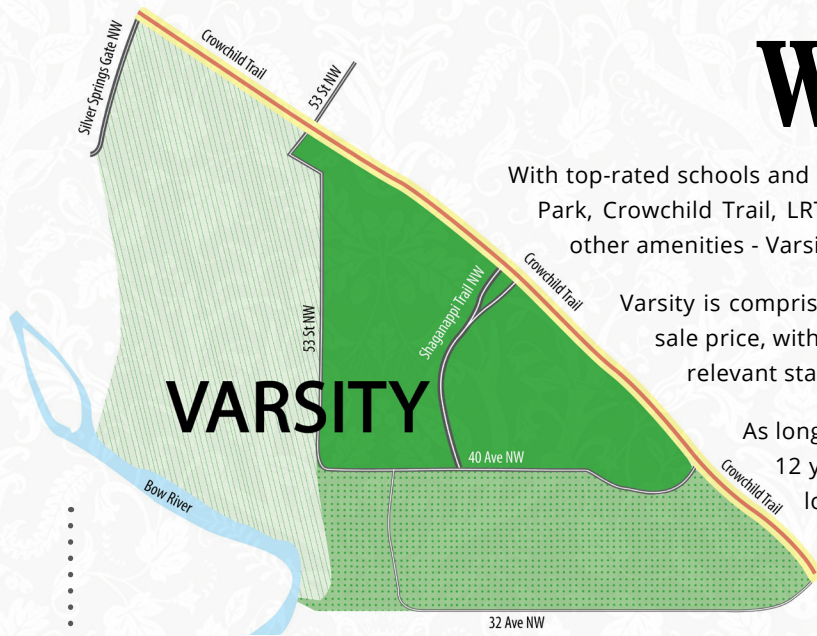 Silver Springs Gate NW
Crowchild Trail
53 St NW
W
With top-rated schools and
Park, Crowchild Trail, LRT
other amenities - Varsi
Crowchild Trail
Shaganappi Trail NW
Varsity is compris
sale price, with
relevant sta
53 St NW
VARSITY
As long
12 y
lo
40 Ave NW
Crowchild Trail
Bow River
32 Ave NW